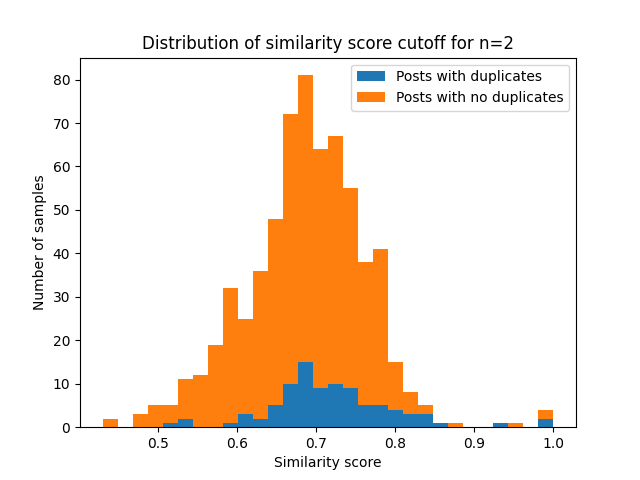 Distribution of similarity score cutoff for n=2
Posts with duplicates
Posts with no duplicates
Number of samples
80
70
60
50
40
30
20
10
0
0.5 0.6 0.7 0.8 0.9 1.0
Similarity score